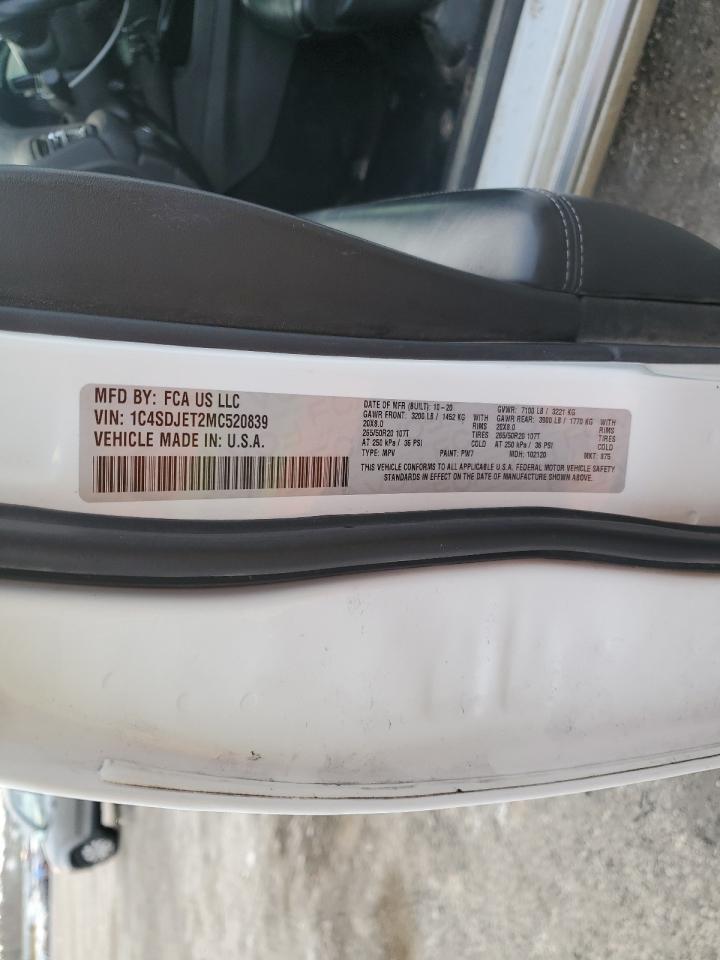 MFD BY: FCA US LLC
VIN: 1C4SDJET2MC520839
VEHICLE MADE IN: U.S.A.
DATE OF MFR (BUILT): 10-20 GVWR: 7100 LB / 3221 KG
GAWR FRONT: 3200 LB / 1452 KG WITH GAWR REAR: 3900 LB / 1770 KG WITH
20X8.0 RIMS 20X8.0 RIMS
265/50R20 107T TIRES 265/50R20 107T TIRES
AT 250 kPa / 36 PSI COLD AT 250 kPa / 36 PSI COLD
TYPE: MPV PAINT: PW7 MDH: 102120 MKT: 875
THIS VEHICLE CONFORMS TO ALL APPLICABLE U.S.A. FEDERAL MOTOR VEHICLE SAFETY
STANDARDS IN EFFECT ON THE DATE OF MANUFACTURE SHOWN ABOVE.